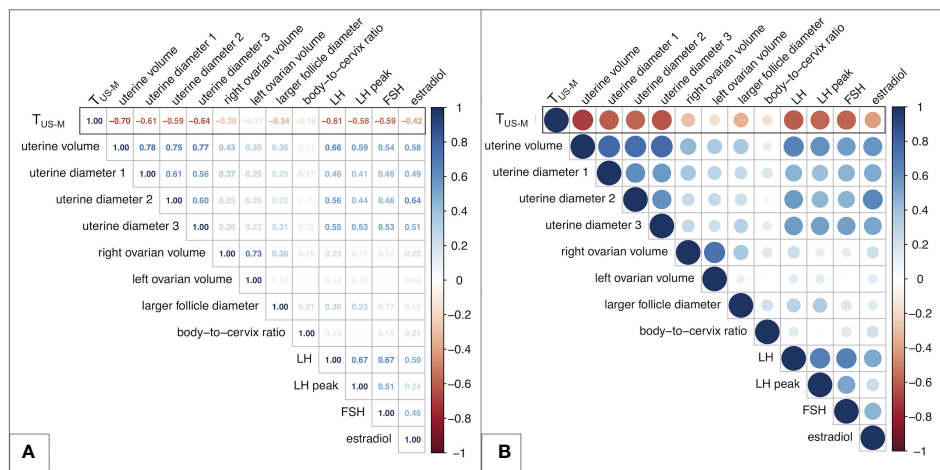 T US-M
uterine volume
uterine diameter 1
uterine diameter 2
uterine diameter 3
right ovarian volume
left ovarian volume
larger follicle diameter
body–to–cervix ratio
LH
LH peak
FSH
estradiol
T US-M 1.00 −0.70 −0.61 −0.59 −0.64 −0.30 −0.17 −0.34 −0.16 −0.61 −0.58 −0.59 −0.42
uterine volume 1.00 0.78 0.75 0.77 0.43 0.35 0.36 0.66 0.59 0.54 0.58
uterine diameter 1 1.00 0.61 0.56 0.37 0.29 0.25 0.17 0.46 0.41 0.46 0.49
uterine diameter 2 1.00 0.60 0.25 0.25 0.22 0.56 0.44 0.46 0.64
uterine diameter 3 1.00 0.26 0.22 0.31 0.13 0.55 0.53 0.53 0.51
right ovarian volume 1.00 0.73 0.36 0.16 0.23 0.11 0.13 0.22
left ovarian volume 1.00 0.16 0.14
larger follicle diameter 1.00 0.21 0.30 0.33 0.17 0.13
body–to–cervix ratio 1.00 0.14 0.16 0.21
LH 1.00 0.67 0.67 0.50
LH peak 1.00 0.51 0.24
FSH 1.00 0.46
estradiol 1.00
1
0.8
0.6
0.4
0.2
0
−0.2
−0.4
−0.6
−0.8
−1
A
T US-M
uterine volume
uterine diameter 1
uterine diameter 2
uterine diameter 3
right ovarian volume
left ovarian volume
larger follicle diameter
body–to–cervix ratio
LH
LH peak
FSH
estradiol
T US-M
uterine volume
uterine diameter 1
uterine diameter 2
uterine diameter 3
right ovarian volume
left ovarian volume
larger follicle diameter
body–to–cervix ratio
LH
LH peak
FSH
estradiol
1
0.8
0.6
0.4
0.2
0
−0.2
−0.4
−0.6
−0.8
−1
B